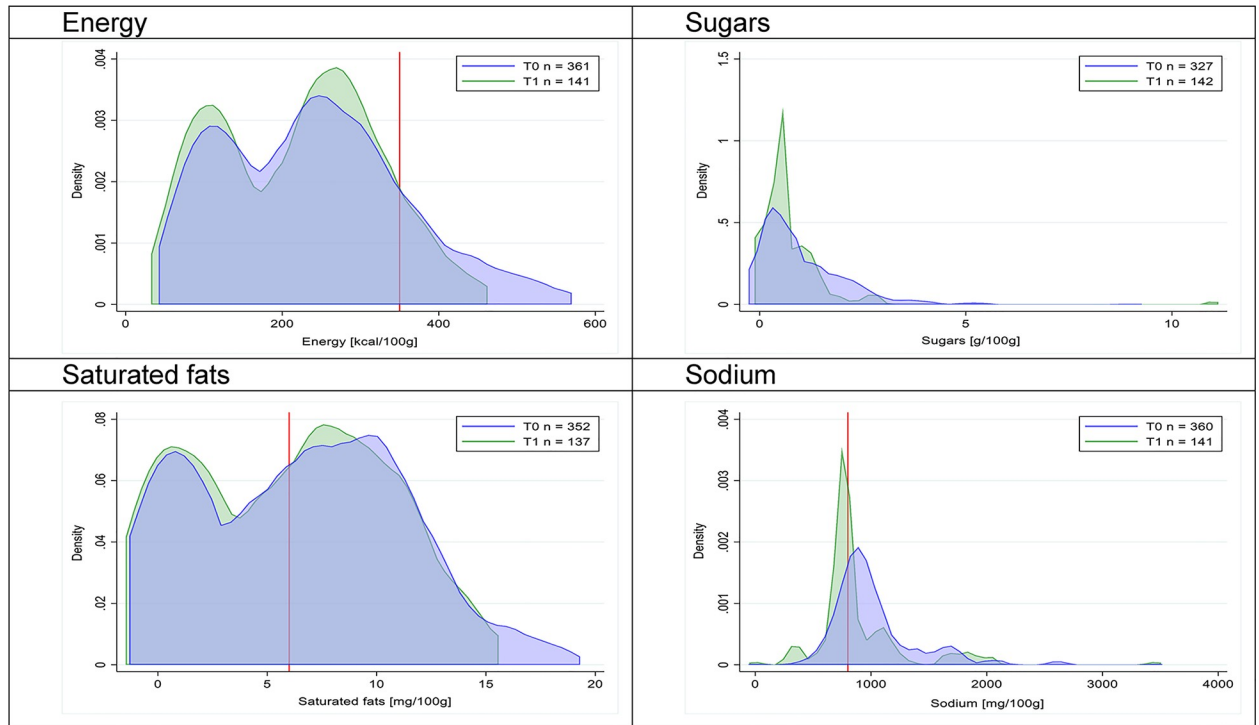 Energy
T0 n = 361
T1 n = 141
.004
.003
.002
.001
0
Density
0 200 400 600
Energy [kcal/100g]
Sugars
T0 n = 327
T1 n = 142
1.5
1
.5
0
Density
0 5 10
Sugars [g/100g]
Saturated fats
T0 n = 352
T1 n = 137
.08
.06
.04
.02
0
Density
0 5 10 15 20
Saturated fats [mg/100g]
Sodium
T0 n = 360
T1 n = 141
.004
.003
.002
.001
0
Density
0 1000 2000 3000 4000
Sodium [mg/100g]